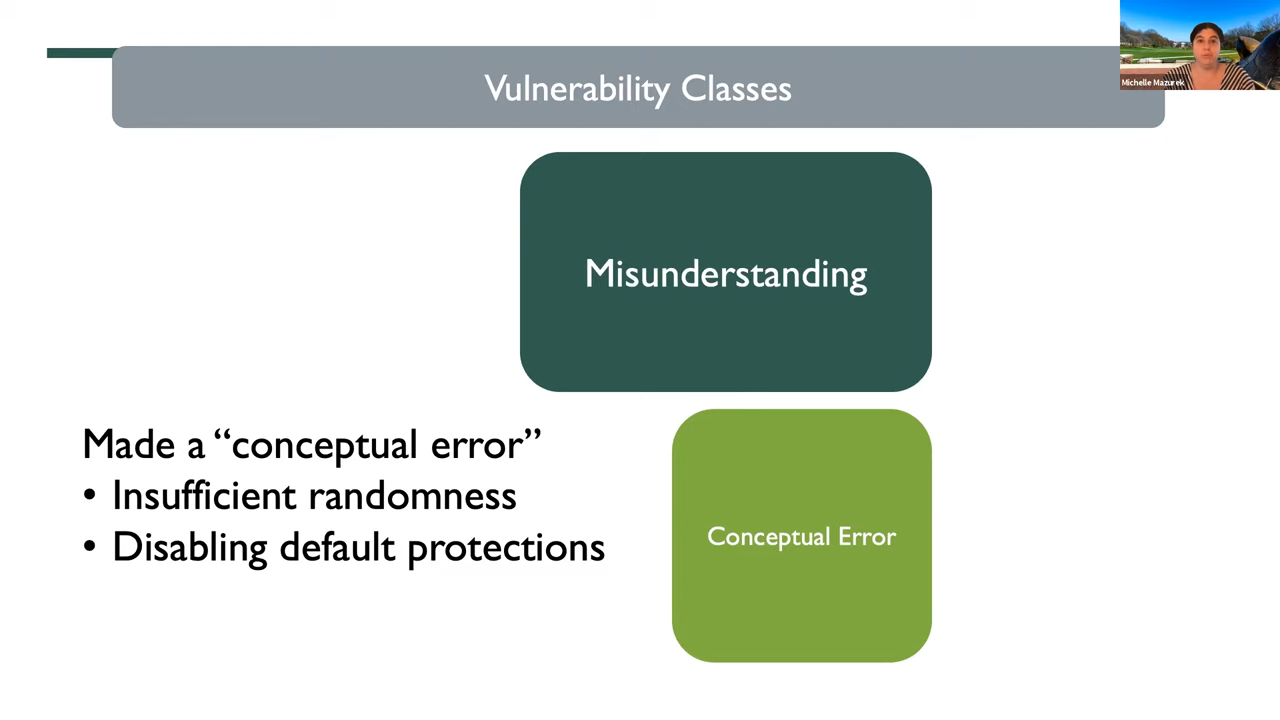 Vulnerability Classes
Michelle Mazurek
Misunderstanding
Made a “conceptual error”
• Insufficient randomness
• Disabling default protections
Conceptual Error